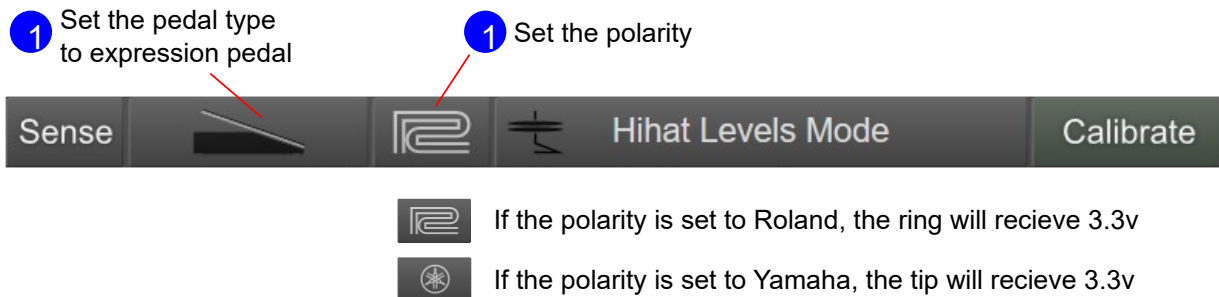 1 Set the pedal type
to expression pedal
1 Set the polarity
Sense Hihat Levels Mode Calibrate
If the polarity is set to Roland, the ring will recieve 3.3v
If the polarity is set to Yamaha, the tip will recieve 3.3v